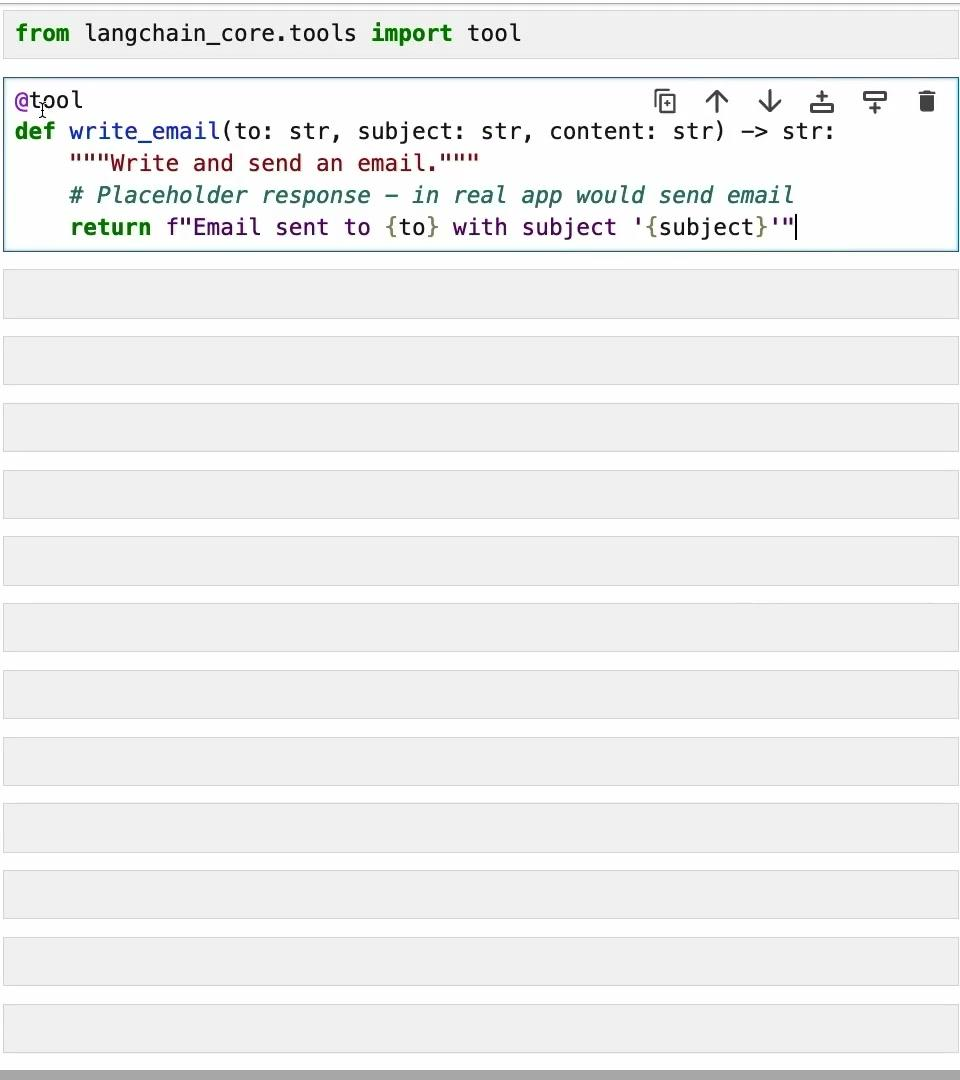 from langchain_core.tools import tool
@tool
def write_email(to: str, subject: str, content: str) -> str:
    """Write and send an email."""
    # Placeholder response – in real app would send email
    return f"Email sent to {to} with subject '{subject}'"